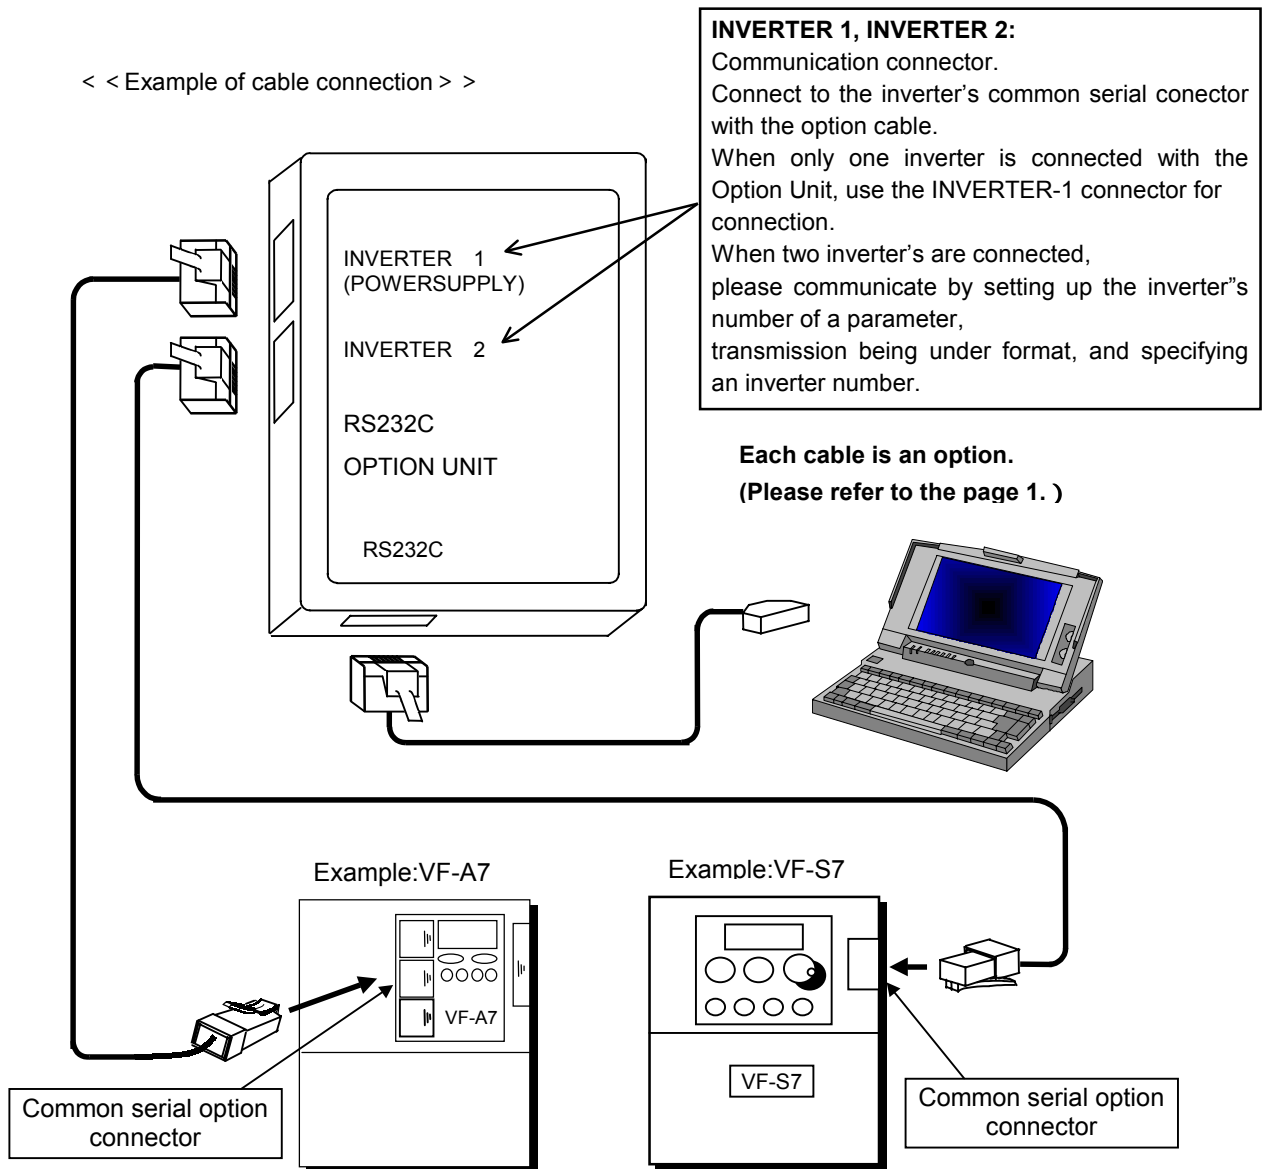 < < Example of cable connection > >
INVERTER 1, INVERTER 2:
Communication connector.
Connect to the inverter's common serial conector
with the option cable.
When only one inverter is connected with the
Option Unit, use the INVERTER-1 connector for
connection.
When two inverter's are connected,
please communicate by setting up the inverter"s
number of a parameter,
transmission being under format, and specifying
an inverter number.
INVERTER 1
(POWERSUPPLY)
INVERTER 2
RS232C
OPTION UNIT
RS232C
Each cable is an option.
(Please refer to the page 1. )
Example:VF-A7
Example:VF-S7
VF-A7
VF-S7
Common serial option
connector
Common serial option
connector